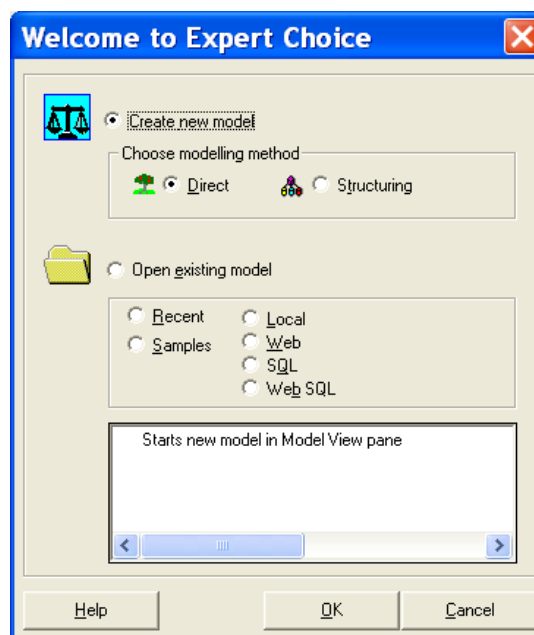 Welcome to Expert Choice
Create new model
Choose modelling method
Direct
Structuring
Open existing model
Recent
Local
Samples
Web
SQL
Web SQL
Starts new model in Model View pane
Help
OK
Cancel